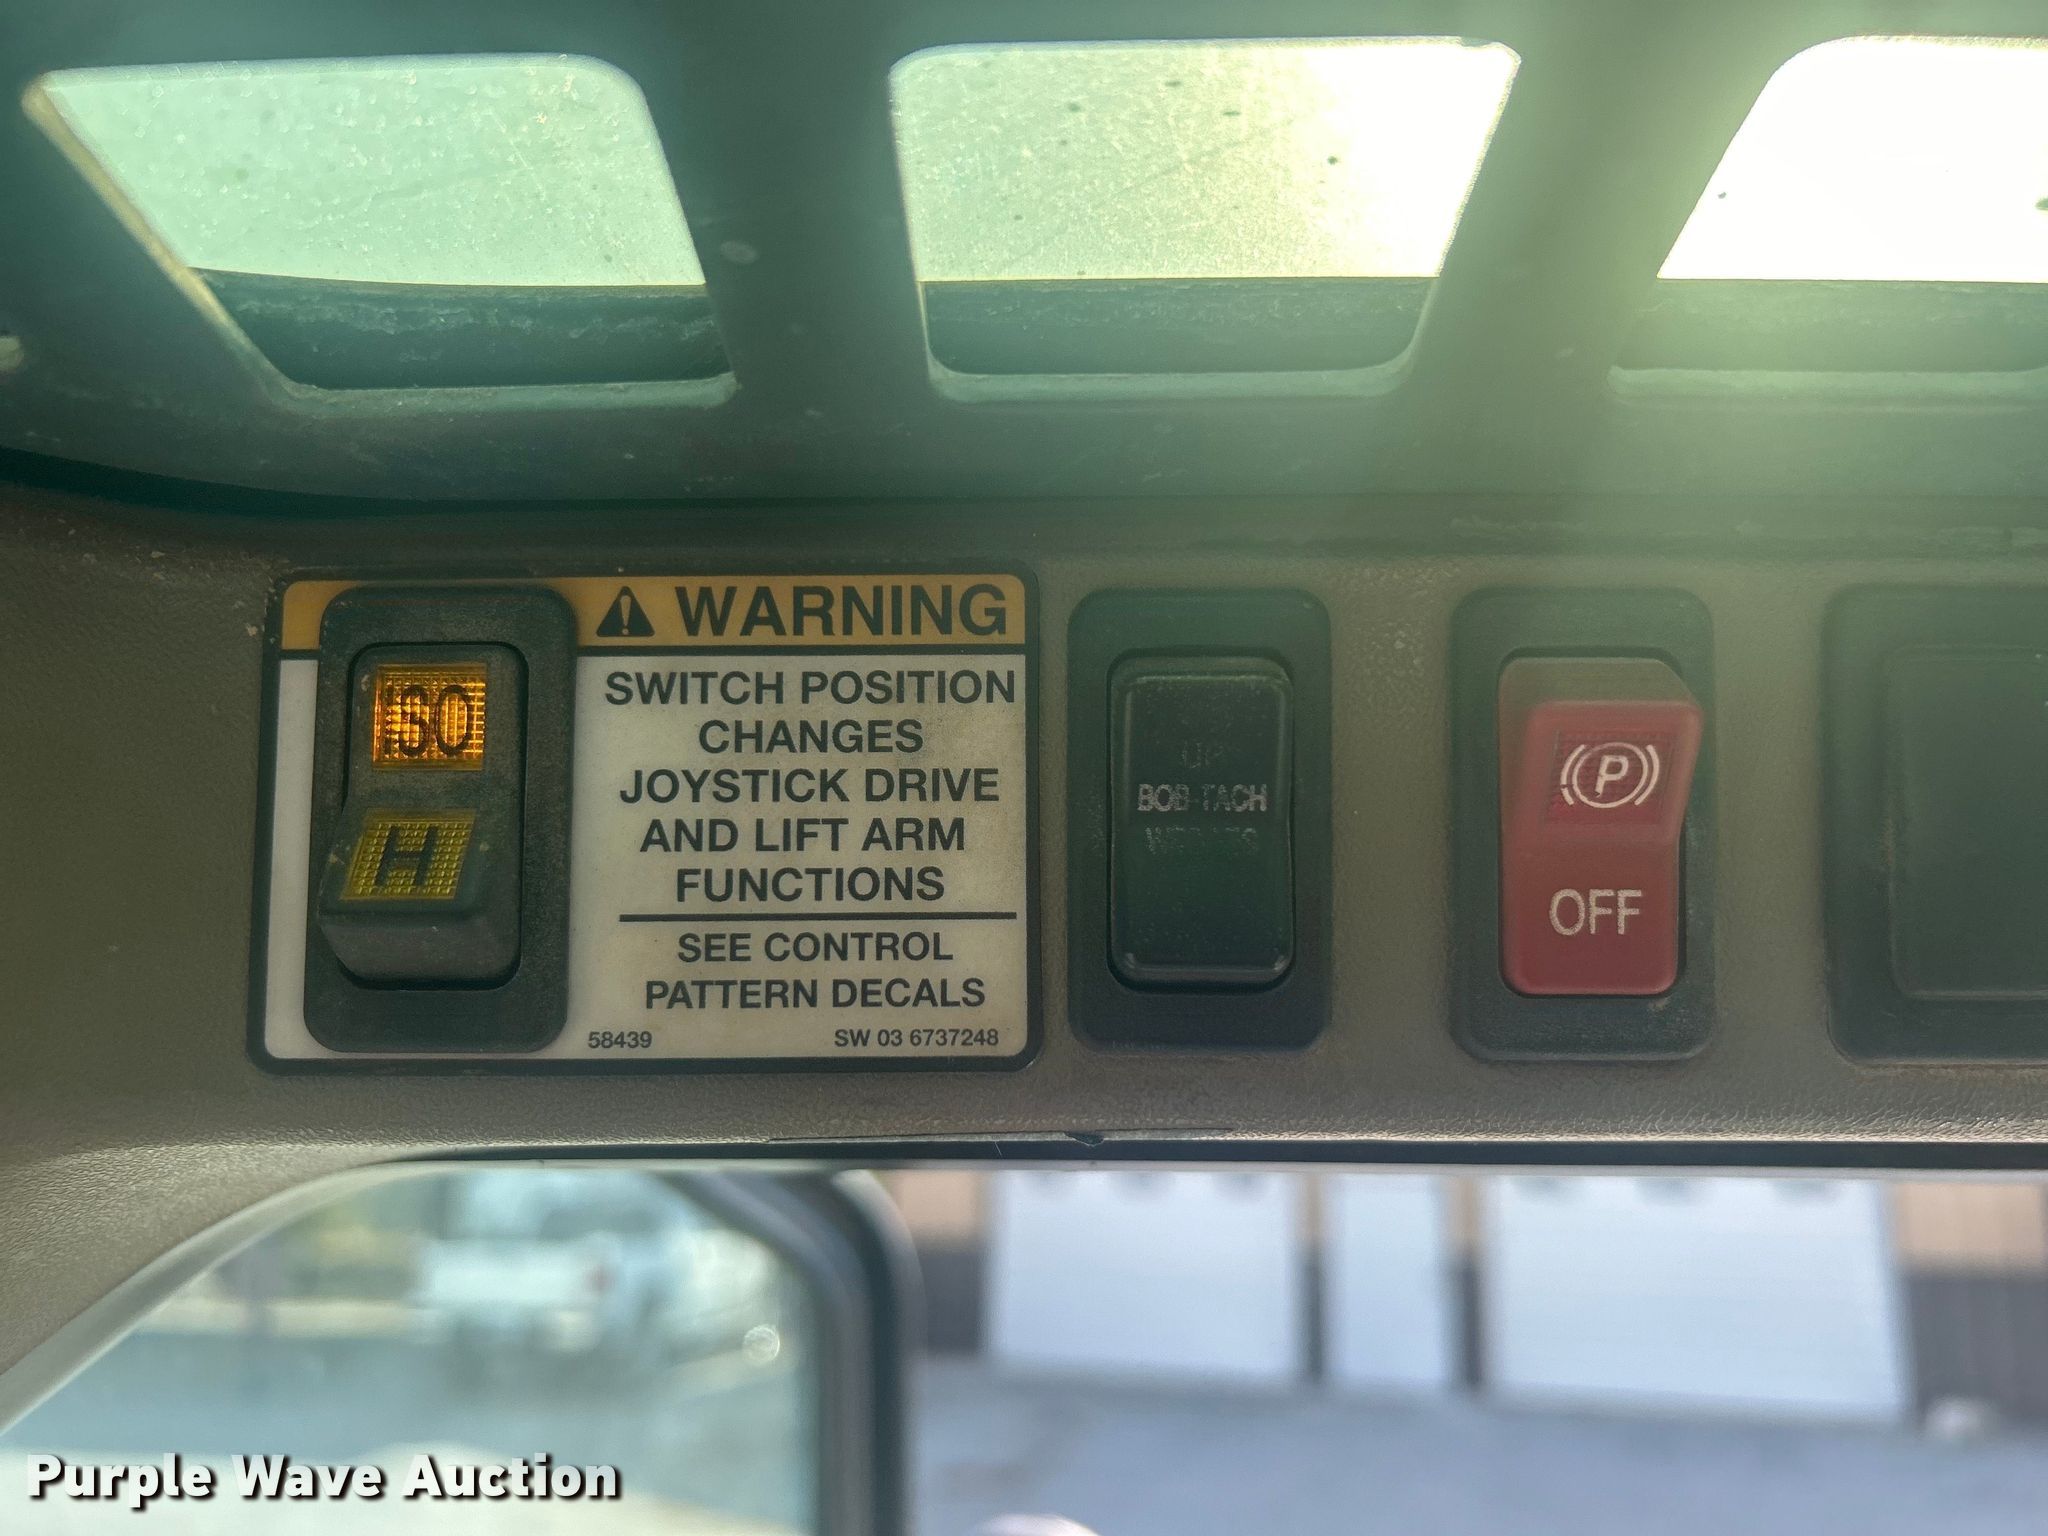 ISO
H
WARNING
SWITCH POSITION
CHANGES
JOYSTICK DRIVE
AND LIFT ARM
FUNCTIONS
SEE CONTROL
PATTERN DECALS
58439
SW 03 6737248
BOB-TACH
P
OFF
Purple Wave Auction